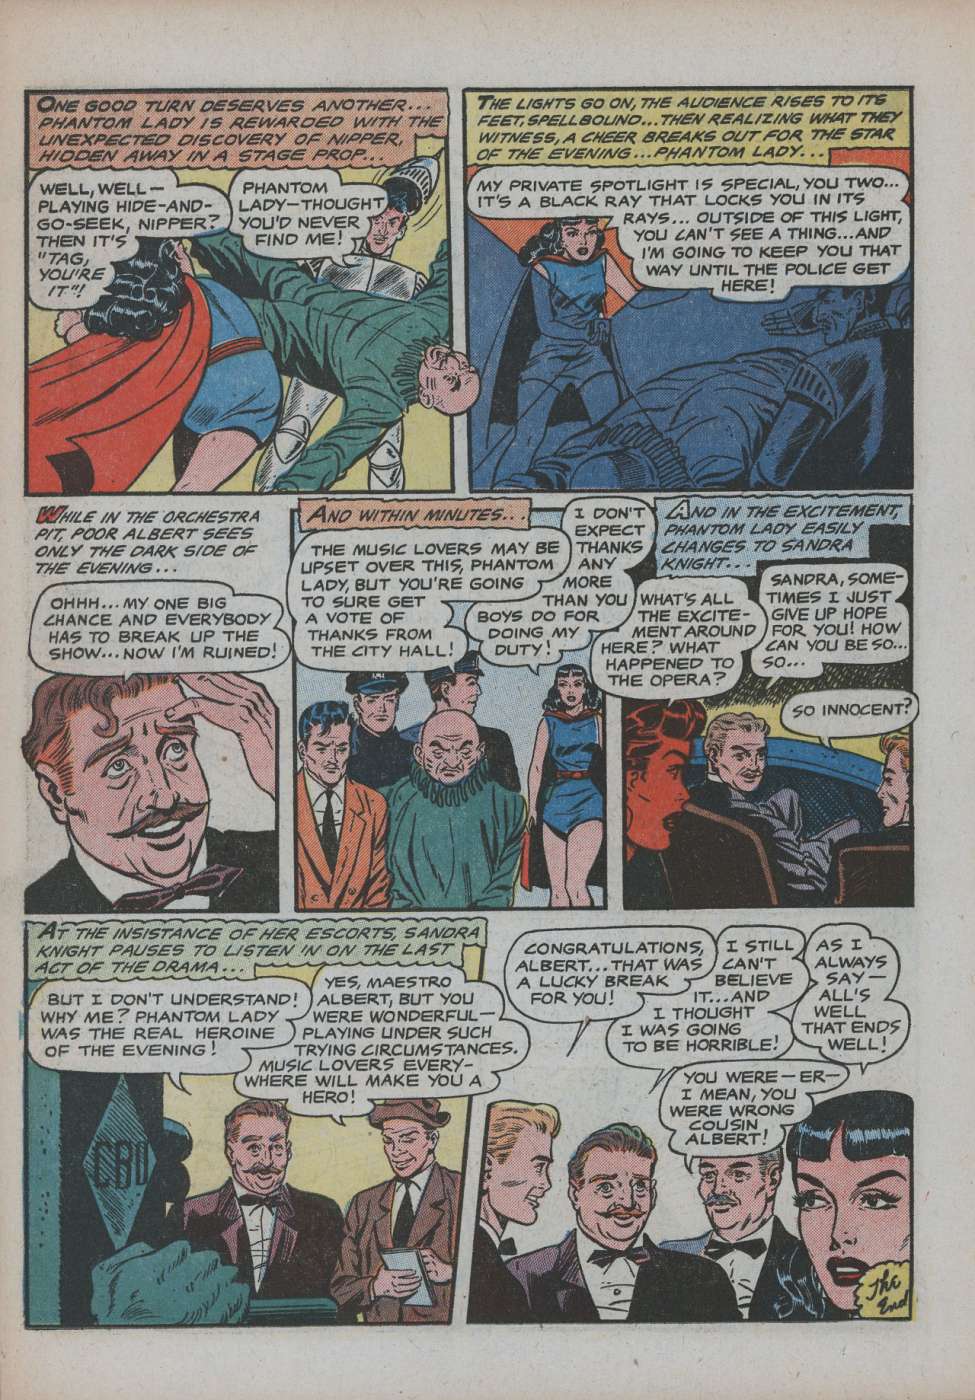 ONE GOOD TURN DESERVES ANOTHER...
PHANTOM LADY IS REWARDED WITH THE
UNEXPECTED DISCOVERY OF NIPPER,
HIDDEN AWAY IN A STAGE PROP...
WELL, WELL—
PLAYING HIDE-AND-
GO-SEEK, NIPPER?
THEN IT'S
"TAG,
YOU'RE
IT"!
PHANTOM
LADY—THOUGHT
YOU'D NEVER
FIND ME!
THE LIGHTS GO ON, THE AUDIENCE RISES TO ITS
FEET, SPELLBOUND... THEN REALIZING WHAT THEY
WITNESS, A CHEER BREAKS OUT FOR THE STAR
OF THE EVENING... PHANTOM LADY...
MY PRIVATE SPOTLIGHT IS SPECIAL, YOU TWO...
IT'S A BLACK RAY THAT LOCKS YOU IN ITS
RAYS... OUTSIDE OF THIS LIGHT,
YOU CAN'T SEE A THING... AND
I'M GOING TO KEEP YOU THAT
WAY UNTIL THE POLICE GET
HERE!
WHILE IN THE ORCHESTRA
PIT, POOR ALBERT SEES
ONLY THE DARK SIDE OF
THE EVENING...
OHHH... MY ONE BIG
CHANCE AND EVERYBODY
HAS TO BREAK UP THE
SHOW... NOW I'M RUINED!
AND WITHIN MINUTES...
THE MUSIC LOVERS MAY BE
UPSET OVER THIS, PHANTOM
LADY, BUT YOU'RE GOING
TO SURE GET
A VOTE OF
THANKS FROM
THE CITY HALL!
I DON'T
EXPECT
THANKS
ANY
MORE
THAN YOU
BOYS DO FOR
DOING MY
DUTY!
AND IN THE EXCITEMENT,
PHANTOM LADY EASILY
CHANGES TO SANDRA
KNIGHT...
WHAT'S ALL
THE EXCITE-
MENT AROUND
HERE? WHAT
HAPPENED TO
THE OPERA?
SANDRA, SOME-
TIMES I JUST
GIVE UP HOPE
FOR YOU! HOW
CAN YOU BE SO...
SO...
SO INNOCENT?
AT THE INSISTANCE OF HER ESCORTS, SANDRA
KNIGHT PAUSES TO LISTEN IN ON THE LAST
ACT OF THE DRAMA...
BUT I DON'T UNDERSTAND!
WHY ME? PHANTOM LADY
WAS THE REAL HEROINE
OF THE EVENING!
YES, MAESTRO
ALBERT, BUT YOU
WERE WONDERFUL—
PLAYING UNDER SUCH
TRYING CIRCUMSTANCES.
MUSIC LOVERS EVERY-
WHERE WILL MAKE YOU A
HERO!
CBO
CONGRATULATIONS,
ALBERT... THAT WAS
A LUCKY BREAK
FOR YOU!
I STILL
CAN'T
BELIEVE
IT... AND
I THOUGHT
I WAS GOING
TO BE HORRIBLE!
AS I
ALWAYS
SAY—
ALL'S
WELL
THAT ENDS
WELL!
YOU WERE—ER—
I MEAN, YOU
WERE WRONG
COUSIN
ALBERT!
The
End